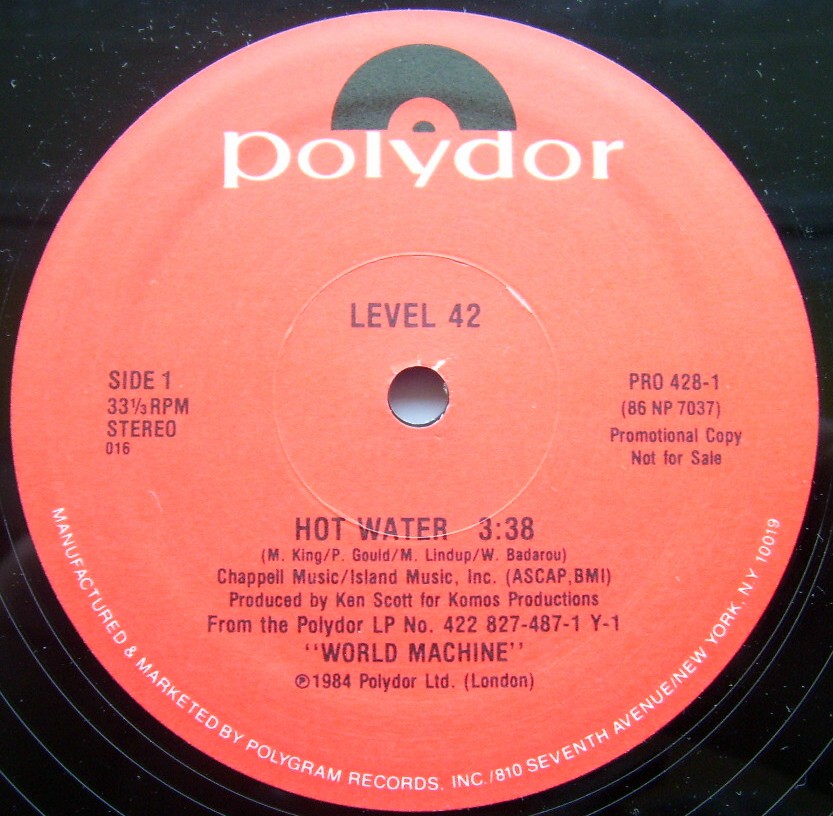 polydor
LEVEL 42
SIDE 1
33⅓ RPM
STEREO
016
PRO 428-1
(86 NP 7037)
Promotional Copy
Not for Sale
HOT WATER 3:38
(M. King/P. Gould/M. Lindup/W. Badarou)
Chappell Music/Island Music, Inc. (ASCAP,BMI)
Produced by Ken Scott for Komos Productions
From the Polydor LP No. 422 827-487-1 Y-1
"WORLD MACHINE"
℗1984 Polydor Ltd. (London)
MANUFACTURED & MARKETED BY POLYGRAM RECORDS, INC./810 SEVENTH AVENUE/NEW YORK, N.Y. 10019